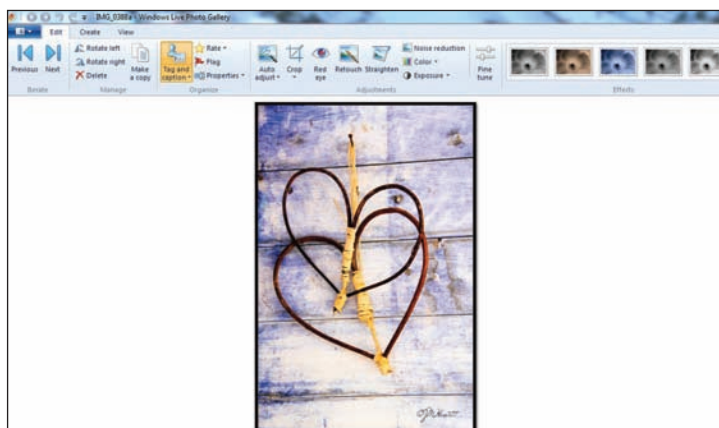 IMG_0388a - Windows Live Photo Gallery
Edit Create View
Previous Next
Rotate left
Rotate right
Delete
Make a copy
Tag and caption
Rate
Flag
Properties
Auto adjust
Crop
Red eye
Retouch
Straighten
Noise reduction
Color
Exposure
Fine tune
Manage Organize Adjustments Effects